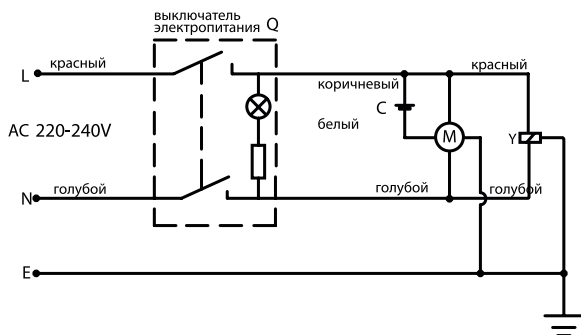 выключатель
электропитания Q
L
красный
красный
коричневый
C
AC 220-240V
белый
M
Y
N
голубой
голубой
голубой
E